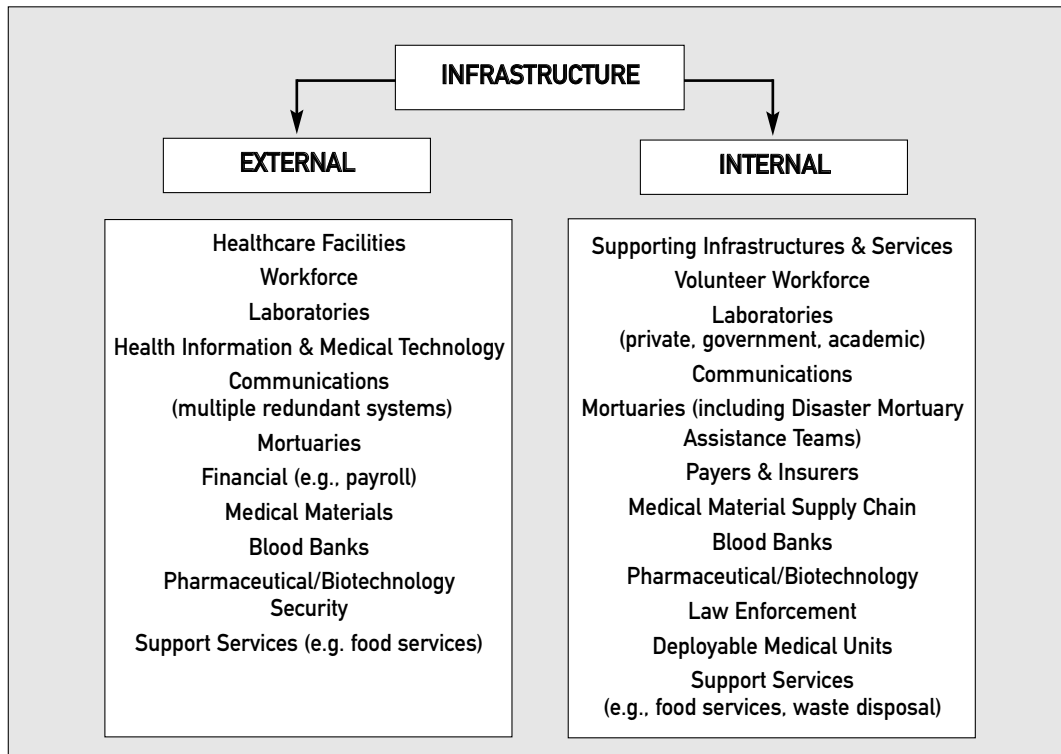 INFRASTRUCTURE
EXTERNAL
Healthcare Facilities
Workforce
Laboratories
Health Information & Medical Technology
Communications
(multiple redundant systems)
Mortuaries
Financial (e.g., payroll)
Medical Materials
Blood Banks
Pharmaceutical/Biotechnology
Security
Support Services (e.g. food services)
INTERNAL
Supporting Infrastructures & Services
Volunteer Workforce
Laboratories
(private, government, academic)
Communications
Mortuaries (including Disaster Mortuary
Assistance Teams)
Payers & Insurers
Medical Material Supply Chain
Blood Banks
Pharmaceutical/Biotechnology
Law Enforcement
Deployable Medical Units
Support Services
(e.g., food services, waste disposal)